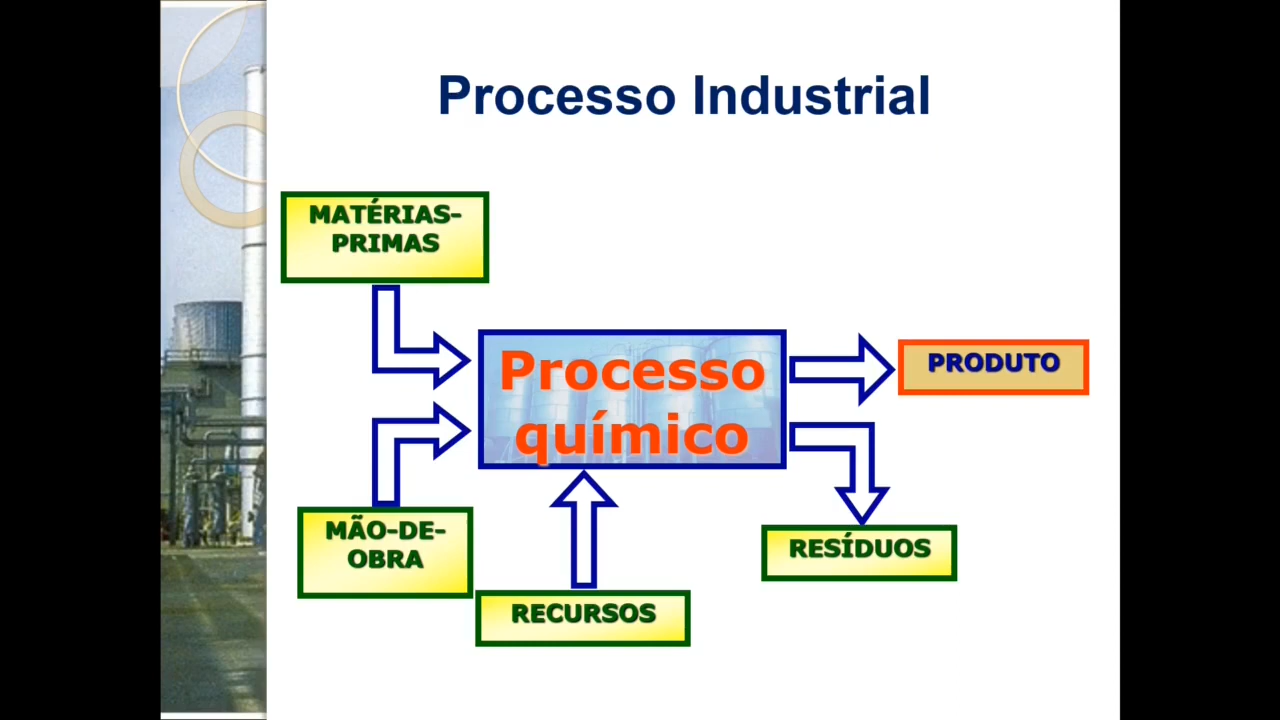 Processo Industrial
MATÉRIAS-
PRIMAS
Processo
químico
PRODUTO
MÃO-DE-
OBRA
RESÍDUOS
RECURSOS